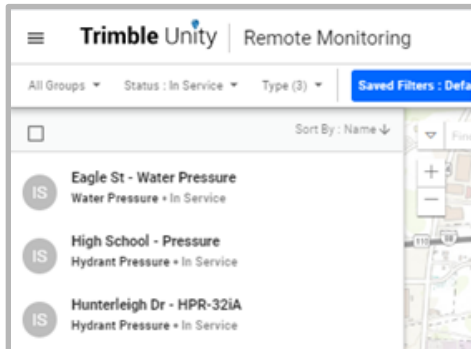 Trimble Unity | Remote Monitoring
All Groups Status : In Service Type (3) Saved Filters :
Sort By : Name
Eagle St - Water Pressure
IS
Water Pressure • In Service
High School - Pressure
IS
Hydrant Pressure • In Service
Hunterleigh Dr - HPR-32iA
IS
Hydrant Pressure • In Service
110